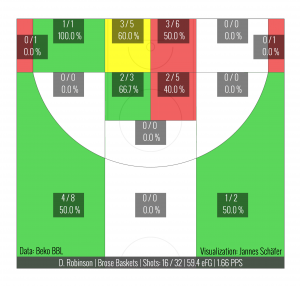 1 / 1
100.0 %
3 / 5
60.0 %
3 / 6
50.0 %
0 / 0
0.0 %
0 / 1
0.0 %
0 / 1
0.0 %
0 / 0
0.0 %
2 / 3
66.7 %
2 / 5
40.0 %
0 / 0
0.0 %
0 / 0
0.0 %
4 / 8
50.0 %
0 / 0
0.0 %
1 / 2
50.0 %
Data: Beko BBL
Visualization: Jannes Schäfer
D. Robinson | Brose Baskets | Shots: 16 / 32 | 59.4 eFG | 1.66 PPS